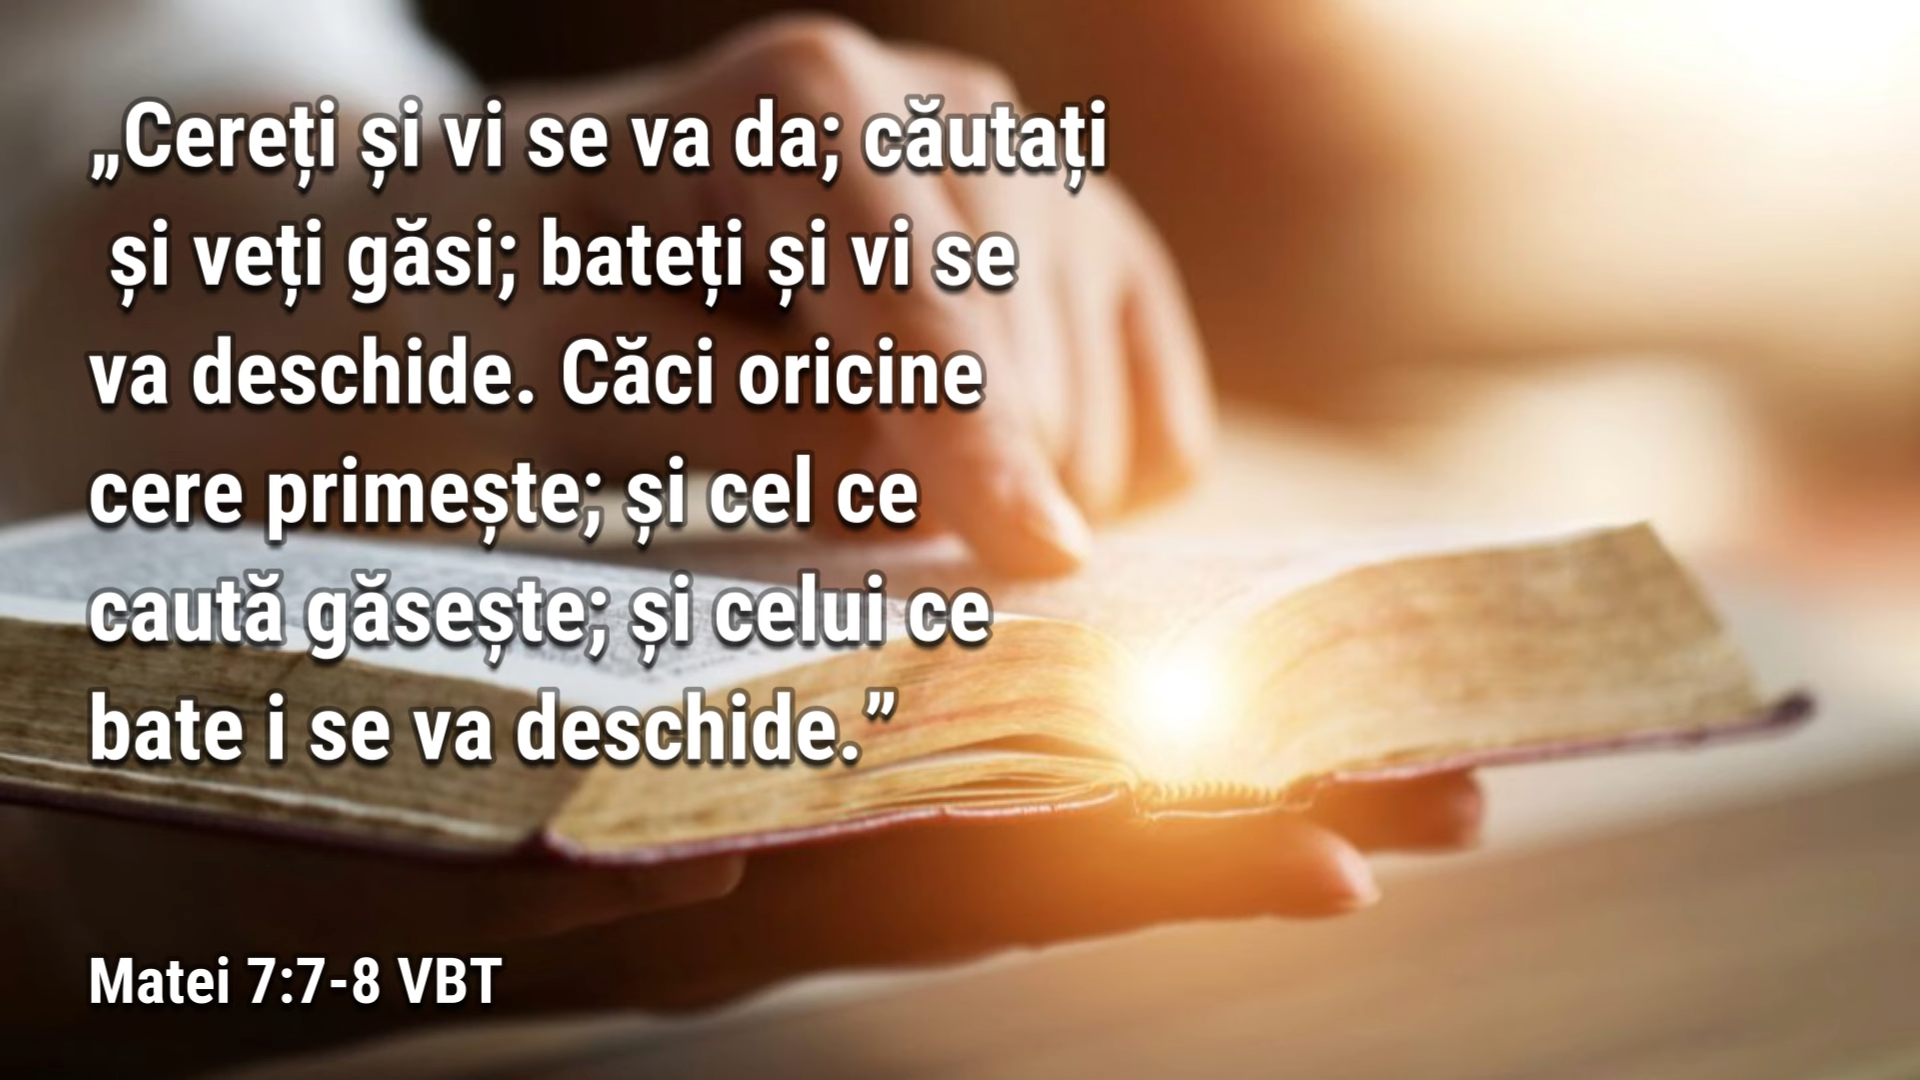 „Cereți și vi se va da; căutați
și veți găsi; bateți și vi se
va deschide. Căci oricine
cere primește; și cel ce
caută găsește; și celui ce
bate i se va deschide.”
Matei 7:7-8 VBT